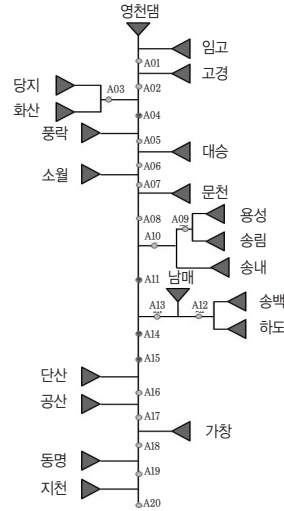 영천댐
임고
A01
고경
당지
A03
A02
화산
A04
풍락
A05
대승
A06
소월
A07
문천
A08
A09
용성
A10
송림
송내
남매
A11
A13
A12
송백
하도
A14
A15
단산
A16
공산
A17
가창
A18
동명
A19
지천
A20